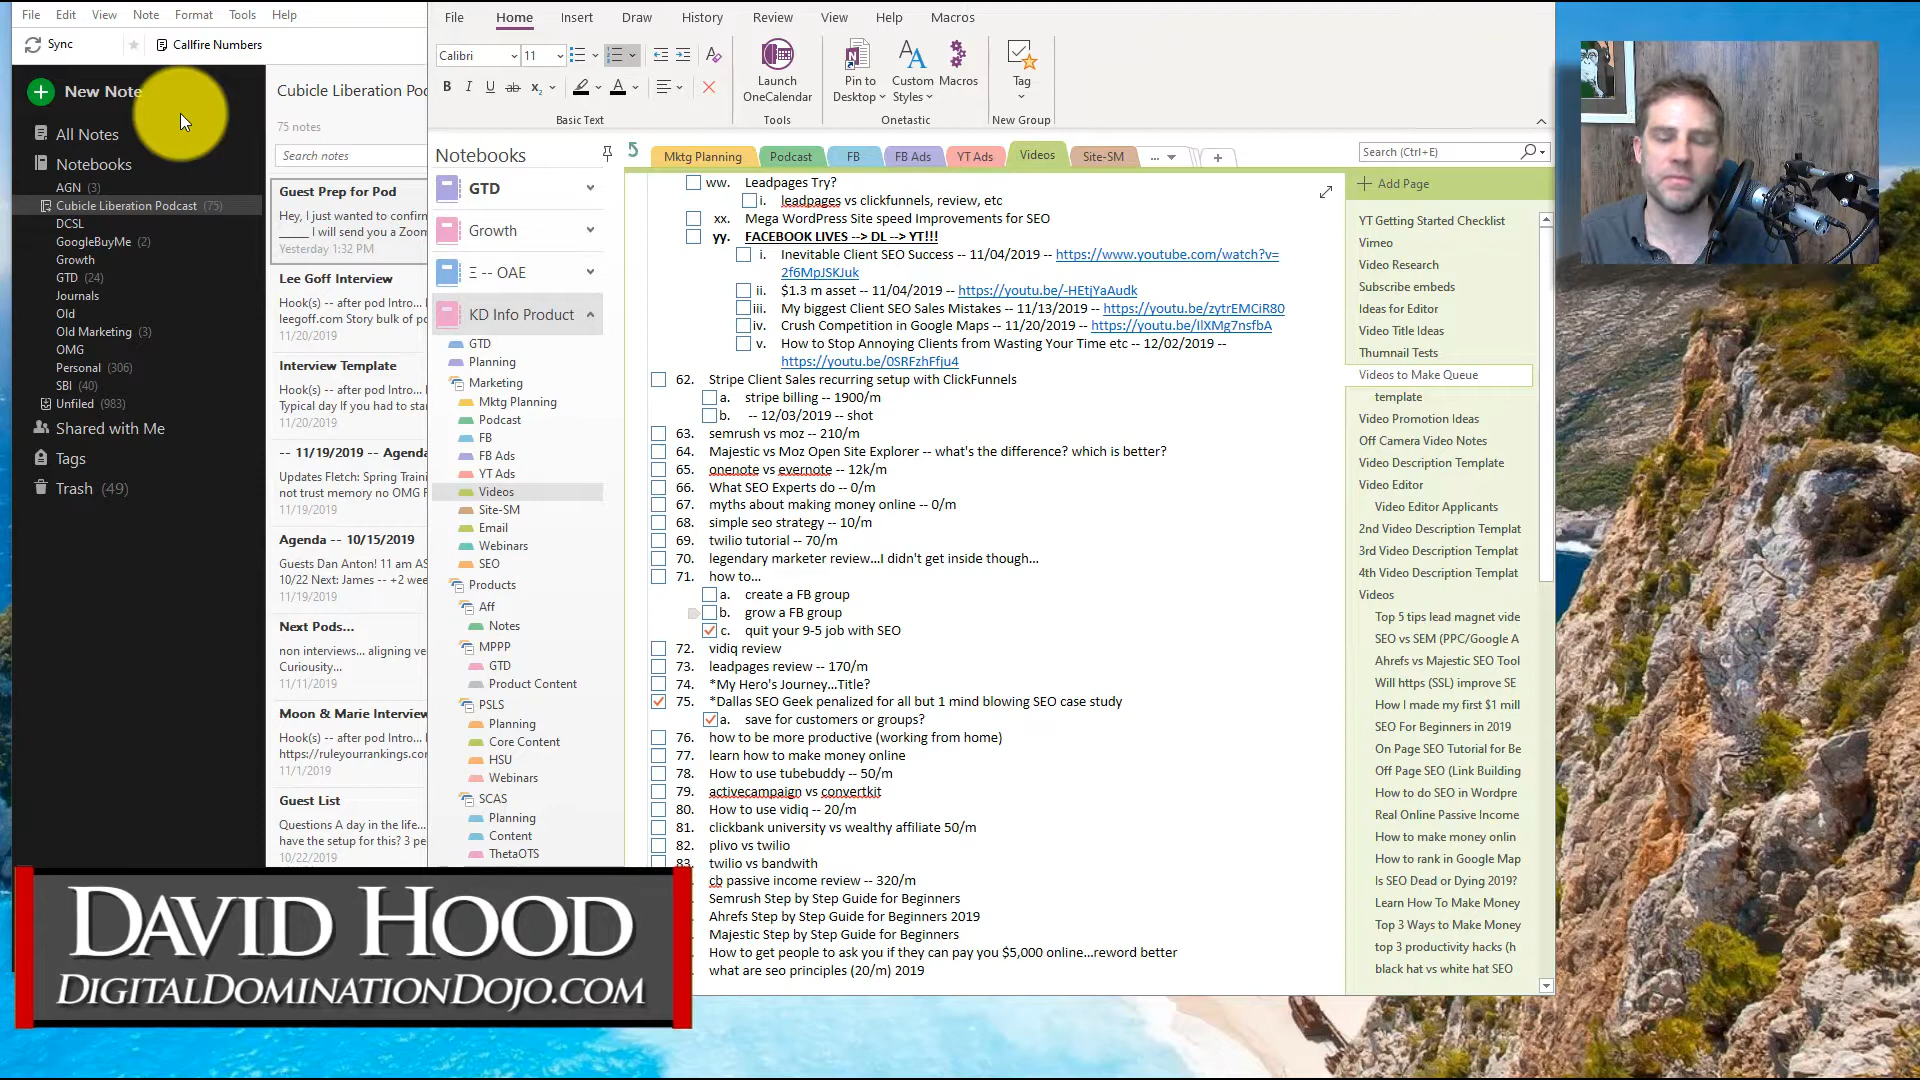 File Edit View Note Format Tools Help
Sync
Callfire Numbers
New Note
All Notes
Notebooks
AGN (3)
Cubicle Liberation Podcast (75)
DCSL
GoogleBuyMe (2)
Growth
GTD (24)
Journals
Old
Old Marketing (3)
OMG
Personal (306)
SBI (40)
Unfiled (983)
Shared with Me
Tags
Trash (49)
Cubicle Liberation Poc
75 notes
Search notes
Guest Prep for Pod
Hey, I just wanted to confirm
_____ I will send you a Zoom
Yesterday 1:32 PM
Lee Goff Interview
Hook(s) -- after pod Intro...
leegoff.com Story bulk of p
11/20/2019
Interview Template
Hook(s) -- after pod Intro...
Typical day If you had to star
11/20/2019
-- 11/19/2019 -- Agenda
Updates Fletch: Spring Trainin
not trust memory no OMG F
11/19/2019
Agenda -- 10/15/2019
Guests Dan Anton! 11 am AS
10/22 Next: James -- +2 wee
11/19/2019
Next Pods...
non interviews... aligning ve
Curiousity...
11/11/2019
Moon & Marie Interview
Hook(s) -- after pod Intro...
https://ruleyourrankings.com
11/1/2019
Guest List
Questions A day in the life...
have the setup for this? 3 pe
10/22/2019
File Home Insert Draw History Review View Help Macros
Calibri 11
B I U ab x A
Basic Text
Launch
OneCalendar
Tools
Pin to
Desktop
Custom
Styles
Macros
Onetastic
Tag
New Group
Notebooks
GTD
Growth
Ξ -- OAE
KD Info Product
GTD
Planning
Marketing
Mktg Planning
Podcast
FB
FB Ads
YT Ads
Videos
Site-SM
Email
Webinars
SEO
Products
Aff
Notes
MPPP
GTD
Product Content
PSLS
Planning
Core Content
HSU
Webinars
SCAS
Planning
Content
ThetaOTS
Mktg Planning Podcast FB FB Ads YT Ads Videos Site-SM ...
Search (Ctrl+E)
ww. Leadpages Try?
i. leadpages vs clickfunnels, review, etc
xx. Mega WordPress Site speed Improvements for SEO
yy. FACEBOOK LIVES --> DL --> YT!!!
i. Inevitable Client SEO Success -- 11/04/2019 -- https://www.youtube.com/watch?v=
2f6MpJSKJuk
ii. $1.3 m asset -- 11/04/2019 -- https://youtu.be/-HEtjYaAudk
iii. My biggest Client SEO Sales Mistakes -- 11/13/2019 -- https://youtu.be/zytrEMCiR80
iv. Crush Competition in Google Maps -- 11/20/2019 -- https://youtu.be/IlXMg7nsfbA
v. How to Stop Annoying Clients from Wasting Your Time etc -- 12/02/2019 --
https://youtu.be/0SRFzhFfju4
62. Stripe Client Sales recurring setup with ClickFunnels
a. stripe billing -- 1900/m
b. -- 12/03/2019 -- shot
63. semrush vs moz -- 210/m
64. Majestic vs Moz Open Site Explorer -- what's the difference? which is better?
65. onenote vs evernote -- 12k/m
66. What SEO Experts do -- 0/m
67. myths about making money online -- 0/m
68. simple seo strategy -- 10/m
69. twilio tutorial -- 70/m
70. legendary marketer review...I didn't get inside though...
71. how to...
a. create a FB group
b. grow a FB group
c. quit your 9-5 job with SEO
72. vidiq review
73. leadpages review -- 170/m
74. *My Hero's Journey...Title?
75. *Dallas SEO Geek penalized for all but 1 mind blowing SEO case study
a. save for customers or groups?
76. how to be more productive (working from home)
77. learn how to make money online
78. How to use tubebuddy -- 50/m
79. activecampaign vs convertkit
80. How to use vidiq -- 20/m
81. clickbank university vs wealthy affiliate 50/m
82. plivo vs twilio
83. twilio vs bandwith
cb passive income review -- 320/m
Semrush Step by Step Guide for Beginners
Ahrefs Step by Step Guide for Beginners 2019
Majestic Step by Step Guide for Beginners
How to get people to ask you if they can pay you $5,000 online...reword better
what are seo principles (20/m) 2019
Add Page
YT Getting Started Checklist
Vimeo
Video Research
Subscribe embeds
Ideas for Editor
Video Title Ideas
Thumnail Tests
Videos to Make Queue
template
Video Promotion Ideas
Off Camera Video Notes
Video Description Template
Video Editor
Video Editor Applicants
2nd Video Description Templat
3rd Video Description Templat
4th Video Description Templat
Videos
Top 5 tips lead magnet vide
SEO vs SEM (PPC/Google A
Ahrefs vs Majestic SEO Tool
Will https (SSL) improve SE
How I made my first $1 mill
SEO For Beginners in 2019
On Page SEO Tutorial for Be
Off Page SEO (Link Building
How to do SEO in Wordpre
Real Online Passive Income
How to make money onlin
How to rank in Google Map
Is SEO Dead or Dying 2019?
Learn How To Make Money
Top 3 Ways to Make Money
top 3 productivity hacks (h
black hat vs white hat SEO
DAVID HOOD
DIGITALDOMINATIONDOJO.COM